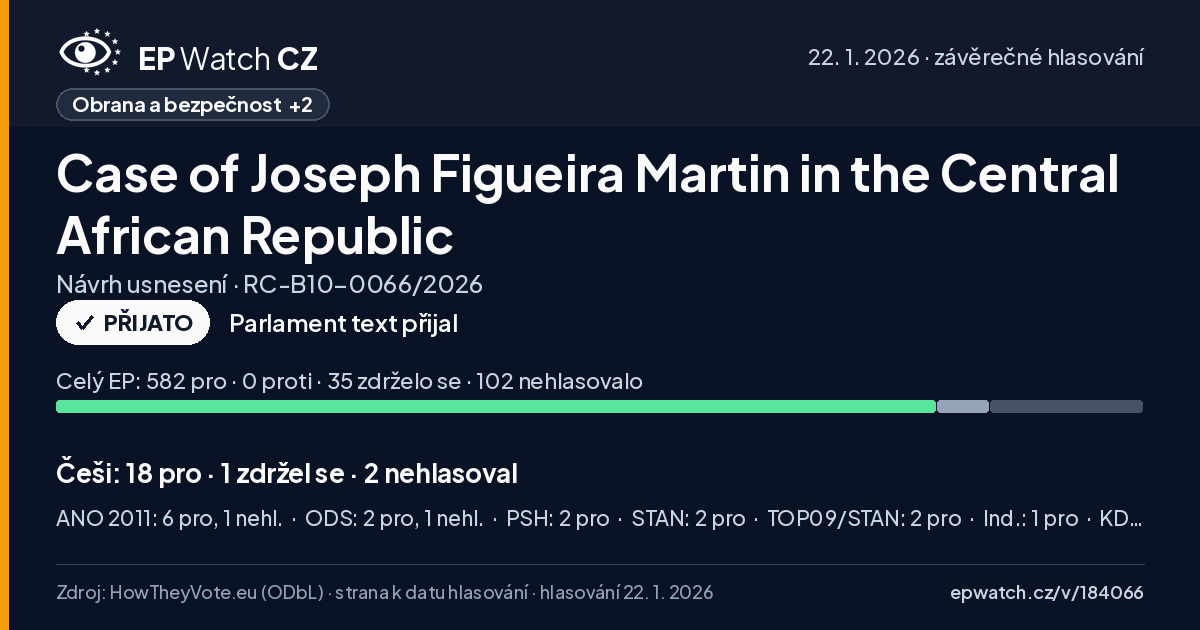 EP Watch CZ
22. 1. 2026 · závěrečné hlasování
Obrana a bezpečnost +2
Case of Joseph Figueira Martin in the Central
African Republic
Návrh usnesení · RC-B10-0066/2026
✓ PŘIJATO Parlament text přijal
Celý EP: 582 pro · 0 proti · 35 zdrželo se · 102 nehlasovalo
Češi: 18 pro · 1 zdržel se · 2 nehlasoval
ANO 2011: 6 pro, 1 nehl. · ODS: 2 pro, 1 nehl. · PSH: 2 pro · STAN: 2 pro · TOP09/STAN: 2 pro · Ind.: 1 pro · KD…
Zdroj: HowTheyVote.eu (ODbL) · strana k datu hlasování · hlasování 22. 1. 2026
epwatch.cz/v/184066